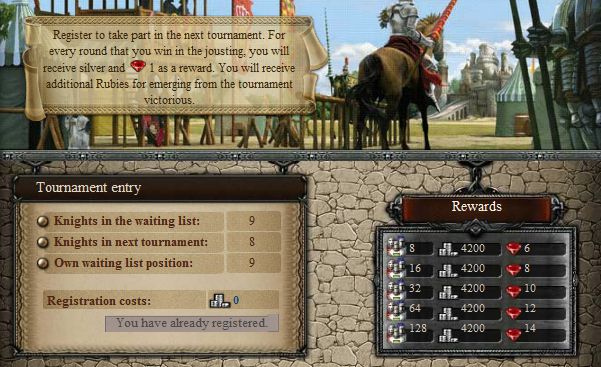 Register to take part in the next tournament. For
every round that you win in the jousting, you will
receive silver and 1 as a reward. You will receive
additional Rubies for emerging from the tournament
victorious.
Tournament entry
Knights in the waiting list: 9
Knights in next tournament: 8
Own waiting list position: 9
Registration costs: 0
You have already registered.
Rewards
8 4200 6
16 4200 8
32 4200 10
64 4200 12
128 4200 14